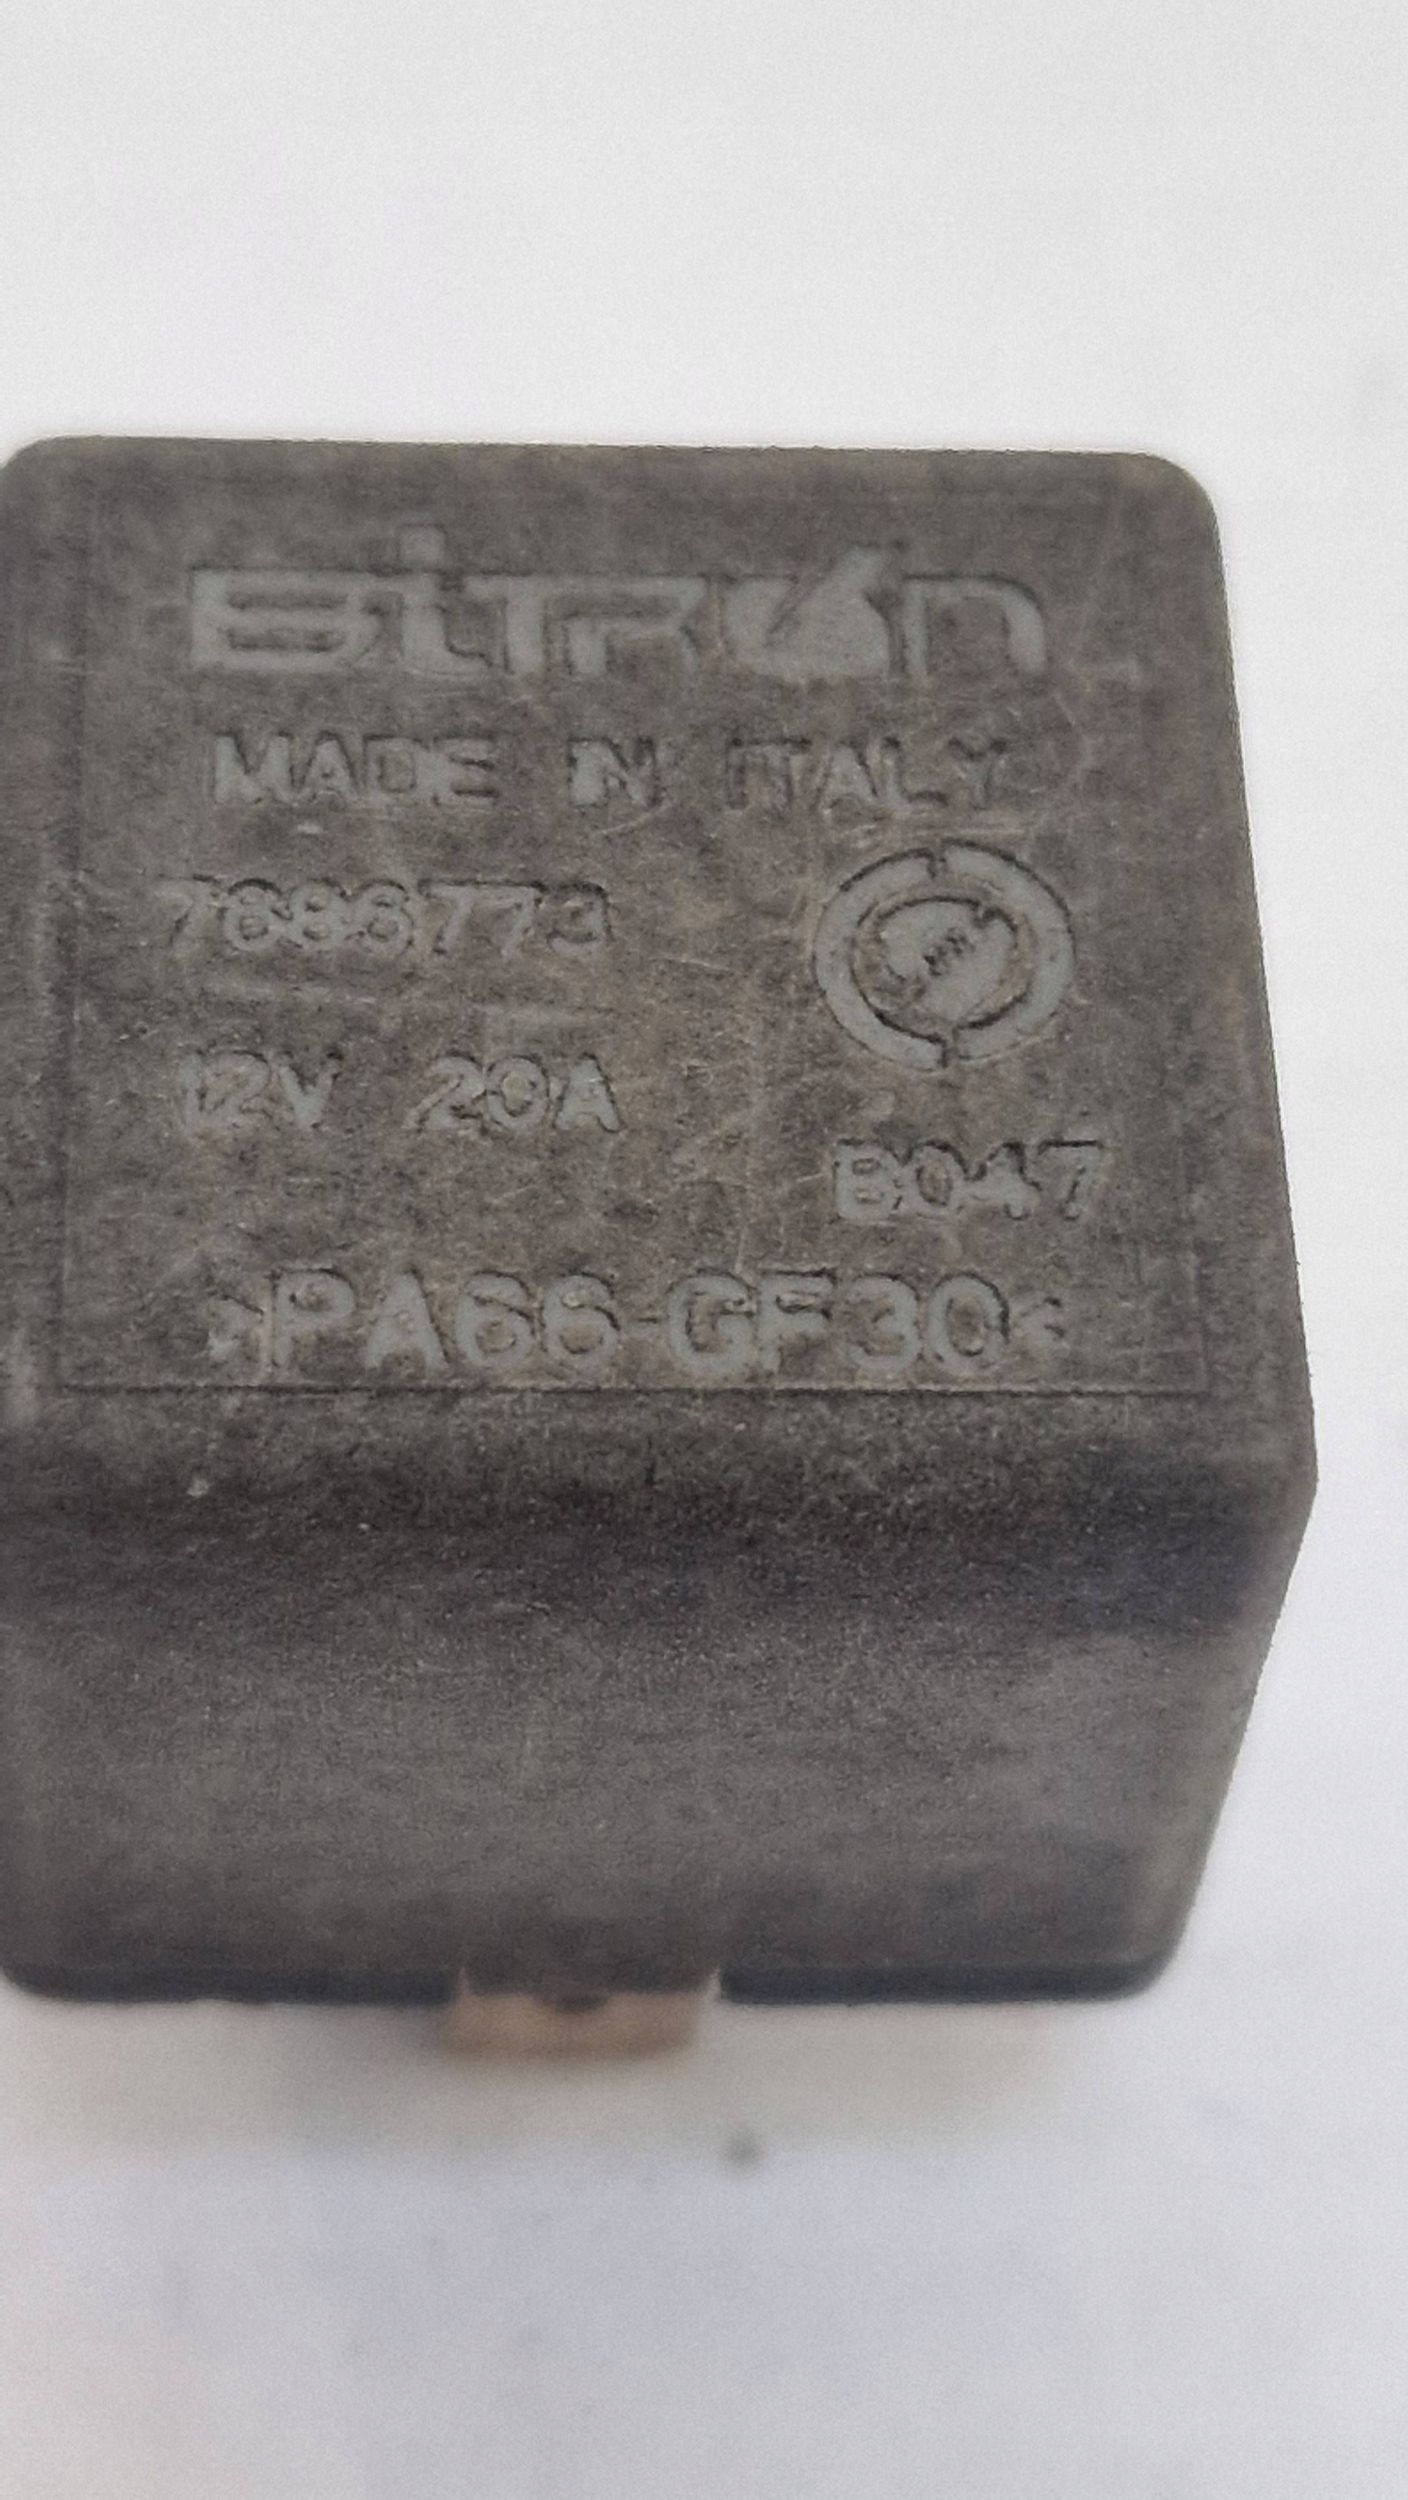 BITRON
MADE IN ITALY
7686773
12V 20A
B047
>PA66-GF30<